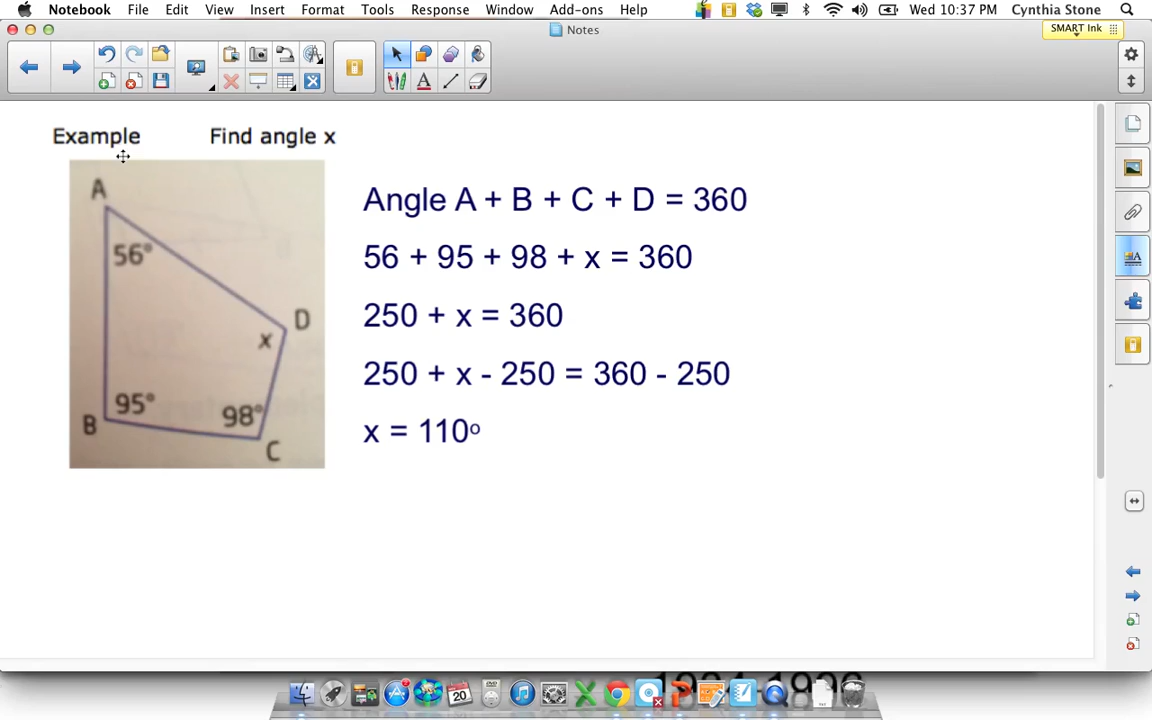 Notebook File Edit View Insert Format Tools Response Window Add-ons Help Wed 10:37 PM Cynthia Stone
Notes
SMART Ink
Example Find angle x
A
56°
D
x
95°
98°
B
C
Angle A + B + C + D = 360
56 + 95 + 98 + x = 360
250 + x = 360
250 + x - 250 = 360 - 250
x = 110o
20